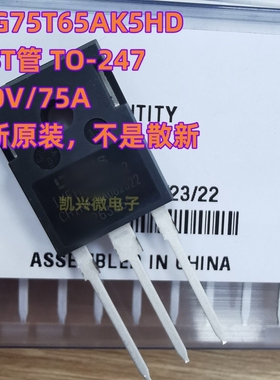 G75T65AK5HD
T管 TO-247
0V/75A
新原装，不是散新
NTITY
23/22
凯兴微电子
ASSEMBLED IN CHINA